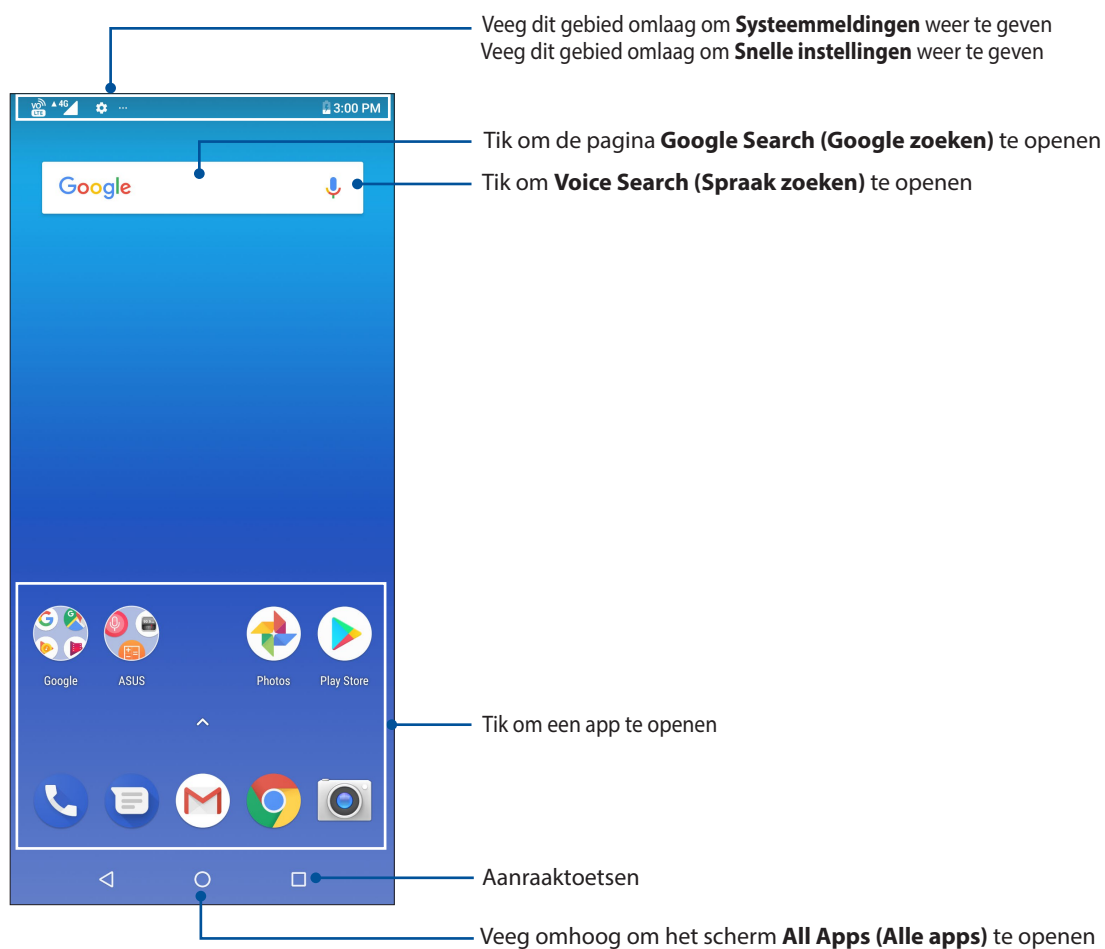 Veeg dit gebied omlaag om Systeemmeldingen weer te geven
Veeg dit gebied omlaag om Snelle instellingen weer te geven
VO LTE 4G ... 3:00 PM
Tik om de pagina Google Search (Google zoeken) te openen
Google
Tik om Voice Search (Spraak zoeken) te openen
Google ASUS Photos Play Store
Tik om een app te openen
Aanraaktoetsen
Veeg omhoog om het scherm All Apps (Alle apps) te openen